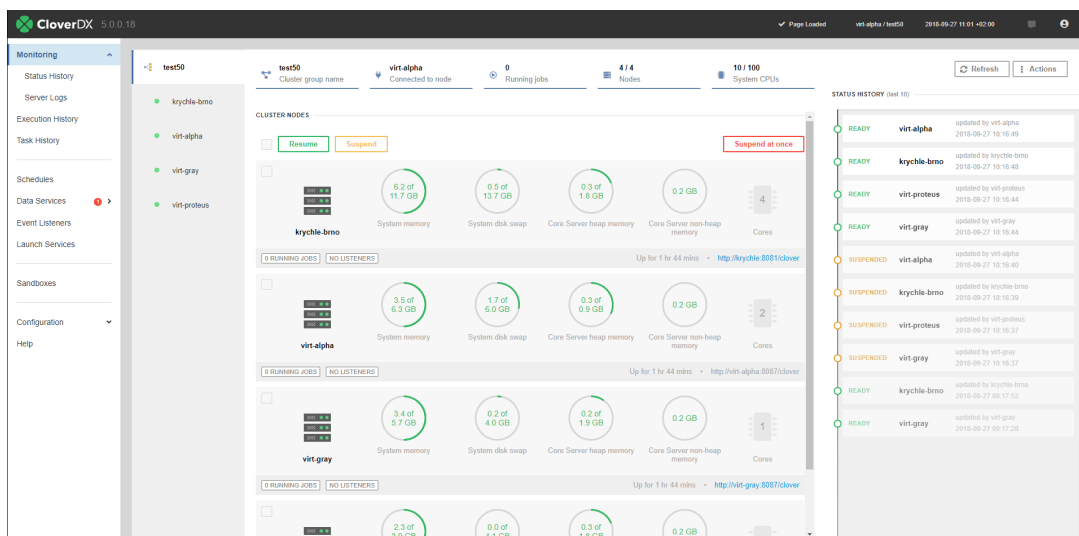 CloverDX 5.0.0.18
Page Loaded
virt-alpha / test50
2018-09-27 11:01 +02:00
Monitoring
Status History
Server Logs
Execution History
Task History
Schedules
Data Services 1
Event Listeners
Launch Services
Sandboxes
Configuration
Help
test50
krychle-brno
virt-alpha
virt-gray
virt-proteus
test50
Cluster group name
virt-alpha
Connected to node
0
Running jobs
4 / 4
Nodes
10 / 100
System CPUs
Refresh
Actions
CLUSTER NODES
Resume
Suspend
Suspend at once
krychle-brno
6.2 of
11.7 GB
System memory
0.5 of
13.7 GB
System disk swap
0.3 of
1.8 GB
Core Server heap memory
0.2 GB
Core Server non-heap
memory
4
Cores
0 RUNNING JOBS
NO LISTENERS
Up for 1 hr 44 mins • http://krychle:8081/clover
virt-alpha
3.5 of
6.3 GB
System memory
1.7 of
6.0 GB
System disk swap
0.3 of
0.9 GB
Core Server heap memory
0.2 GB
Core Server non-heap
memory
2
Cores
0 RUNNING JOBS
NO LISTENERS
Up for 1 hr 44 mins • http://virt-alpha:8087/clover
virt-gray
3.4 of
5.7 GB
System memory
0.2 of
4.0 GB
System disk swap
0.2 of
1.9 GB
Core Server heap memory
0.2 GB
Core Server non-heap
memory
1
Cores
0 RUNNING JOBS
NO LISTENERS
Up for 1 hr 44 mins • http://virt-gray:8087/clover
2.3 of
0.0 of
0.3 of
0.2 GB
STATUS HISTORY (last 10)
READY
virt-alpha
updated by virt-alpha
2018-09-27 10:16:49
READY
krychle-brno
updated by krychle-brno
2018-09-27 10:16:48
READY
virt-proteus
updated by virt-proteus
2018-09-27 10:16:44
READY
virt-gray
updated by virt-gray
2018-09-27 10:16:44
SUSPENDED
virt-alpha
updated by virt-alpha
2018-09-27 10:16:40
SUSPENDED
krychle-brno
updated by krychle-brno
2018-09-27 10:16:39
SUSPENDED
virt-proteus
updated by virt-proteus
2018-09-27 10:16:37
SUSPENDED
virt-gray
updated by virt-gray
2018-09-27 10:16:37
READY
krychle-brno
updated by krychle-brno
READY
virt-gray
updated by virt-gray